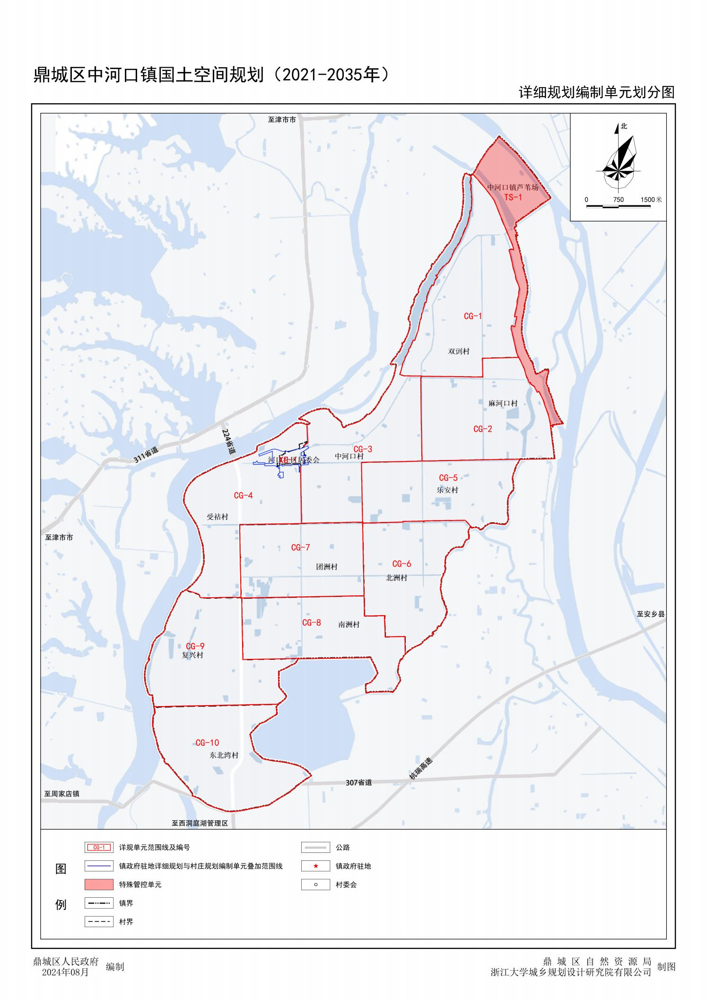 鼎城区中河口镇国土空间规划（2021-2035年）
详细规划编制单元划分图
至津市市
北
0 750 1500米
中河口镇芦苇场
TS-1
CG-1
双剅村
麻河口村
CG-2
224省道
311省道
CG-3
中河口村
河口社区居委会
CG-5
乐安村
CG-4
受祜村
至津市市
CG-7
团洲村
CG-6
北洲村
至安乡县
CG-8
南洲村
CG-9
复兴村
CG-10
东北湾村
杭瑞高速
307省道
至周家店镇
至西洞庭湖管理区
图例
CG-1 详规单元范围线及编号
镇政府驻地详细规划与村庄规划编制单元叠加范围线
特殊管控单元
镇界
村界
公路
镇政府驻地
村委会
鼎城区人民政府 编制
2024年08月
鼎城区自然资源局 制图
浙江大学城乡规划设计研究院有限公司